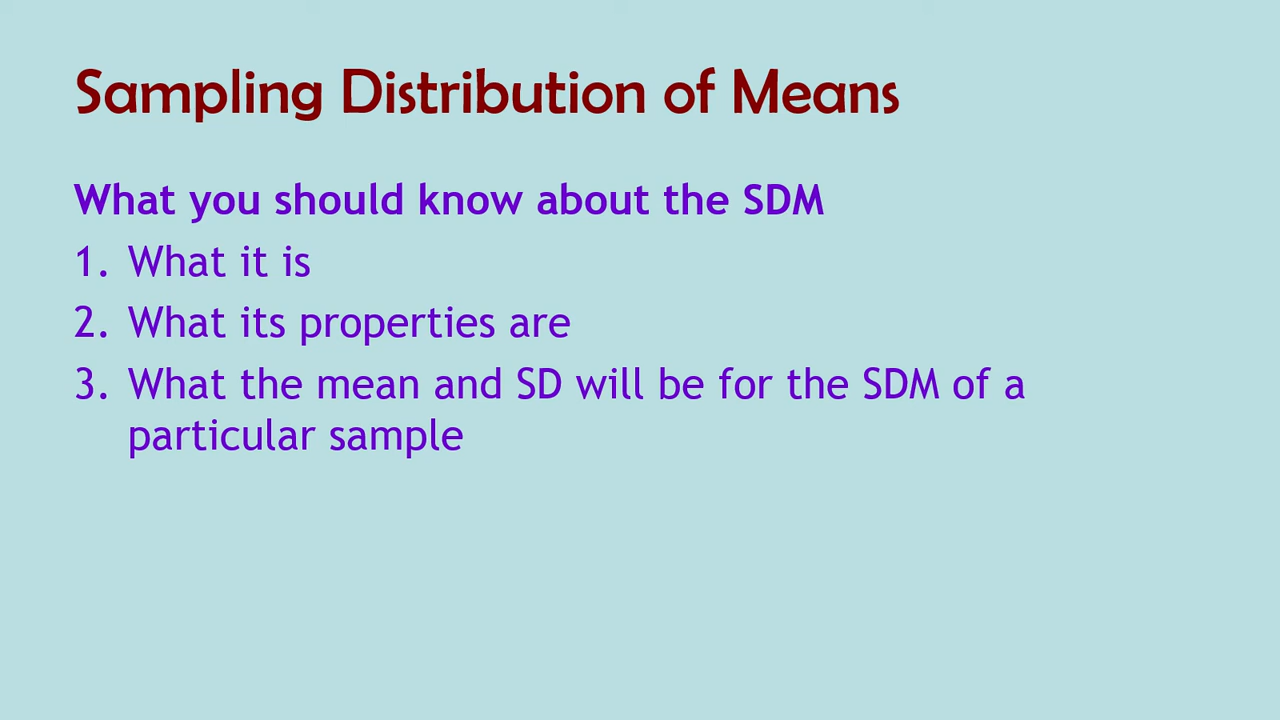 Sampling Distribution of Means
What you should know about the SDM
1. What it is
2. What its properties are
3. What the mean and SD will be for the SDM of a
particular sample